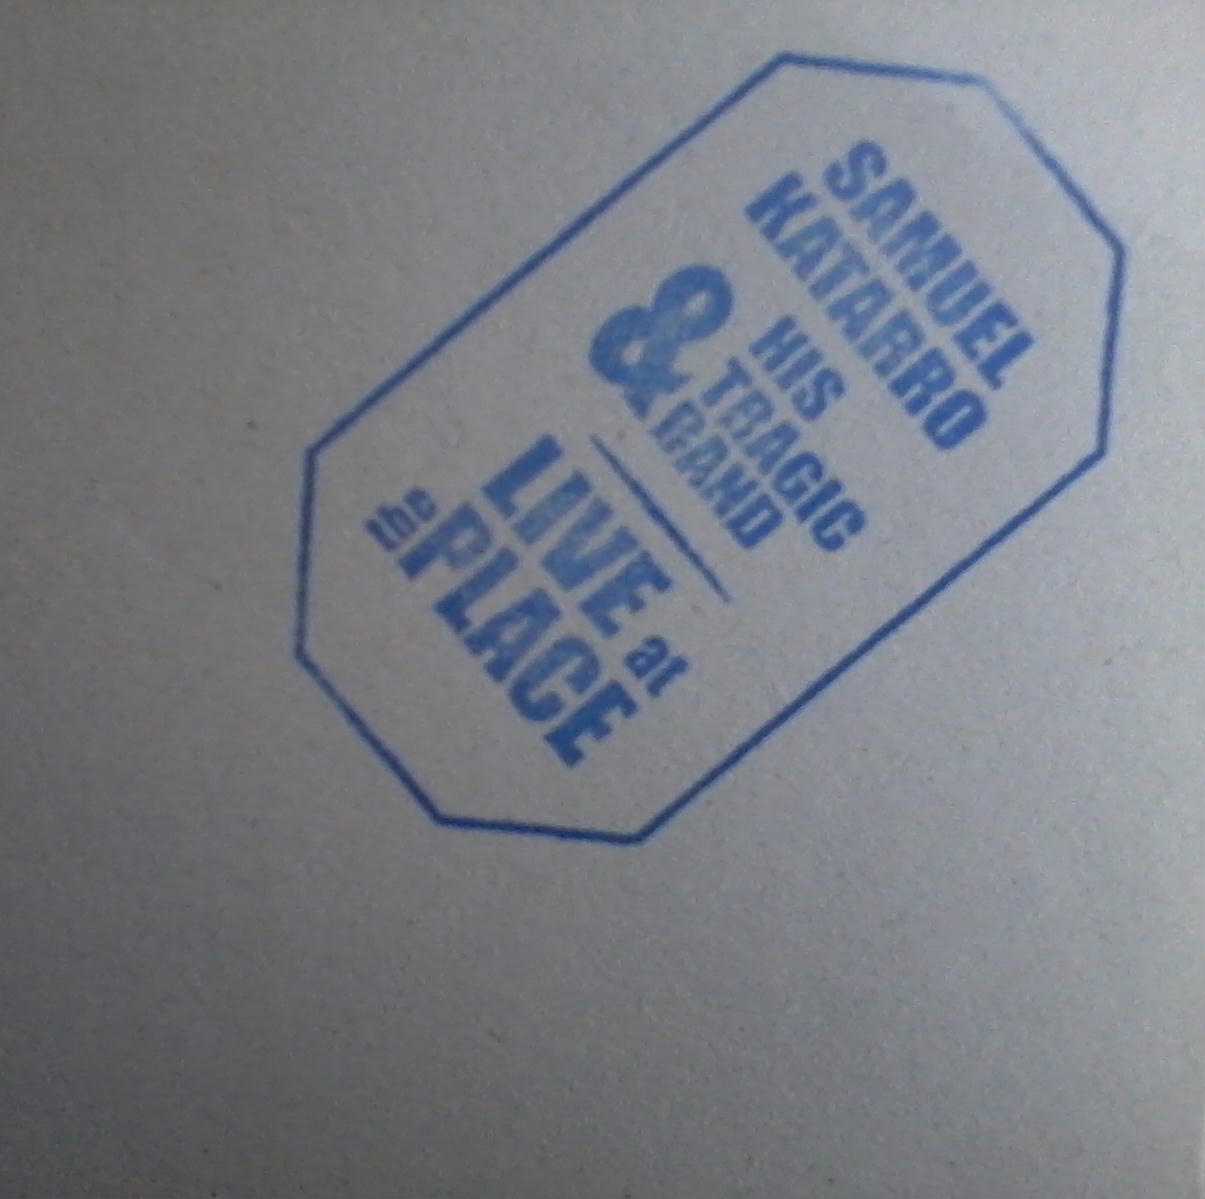 SAMUEL
KATARRO
& HIS
TRAGIC
BAND
LIVE at
the PLACE